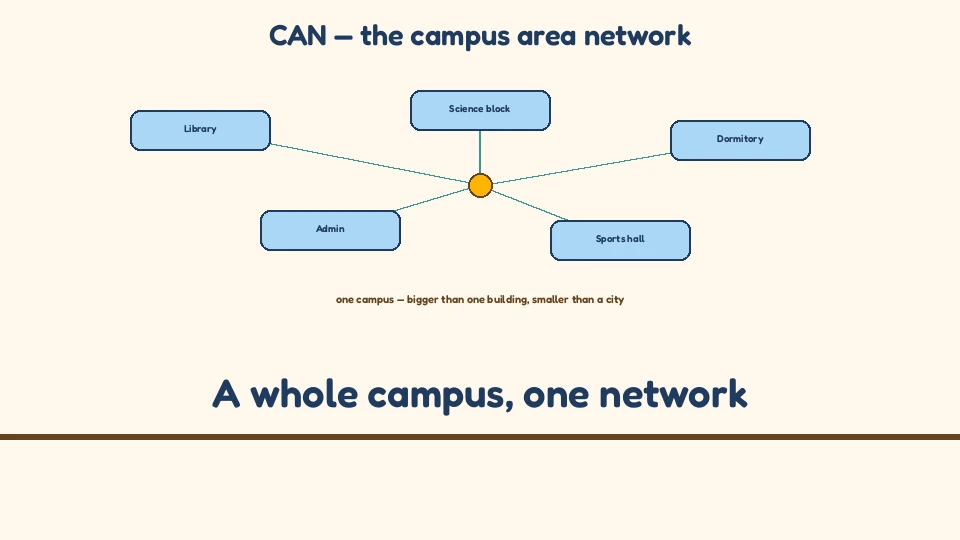 CAN — the campus area network
Science block
Library
Dormitory
Admin
Sports hall
one campus — bigger than one building, smaller than a city
A whole campus, one network